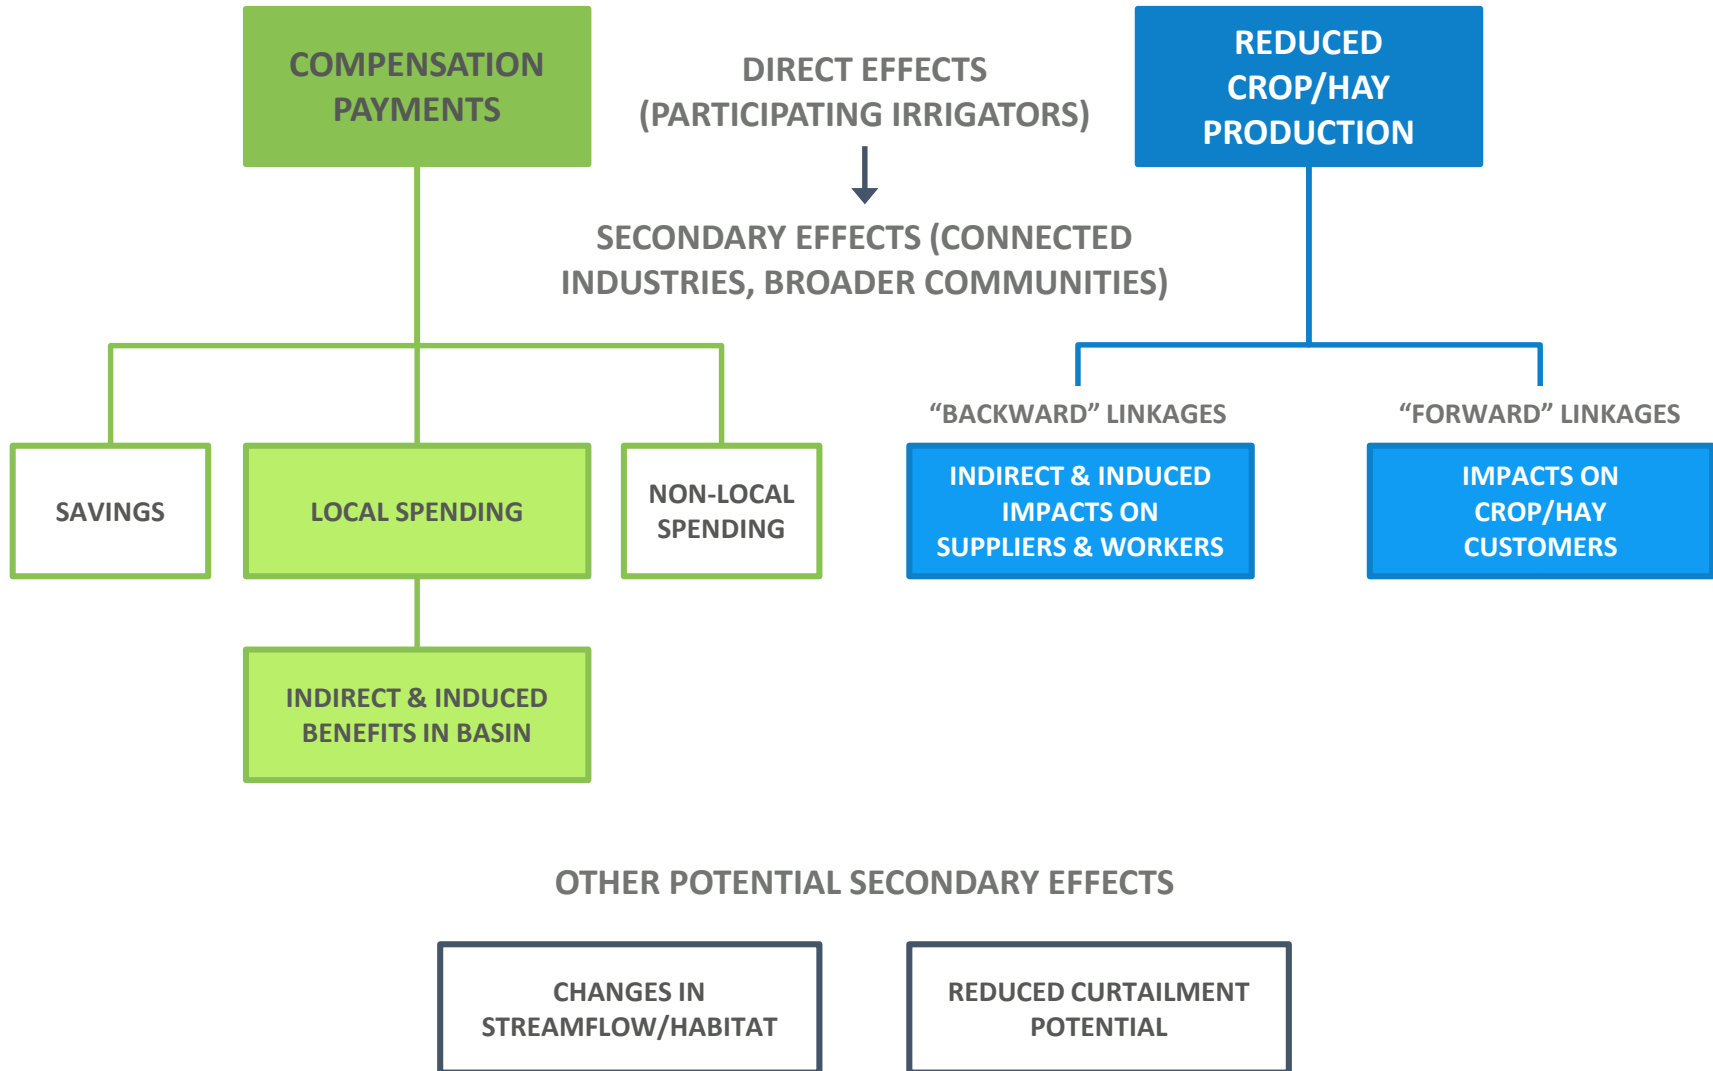 COMPENSATION
PAYMENTS
DIRECT EFFECTS
(PARTICIPATING IRRIGATORS)
REDUCED
CROP/HAY
PRODUCTION
SECONDARY EFFECTS (CONNECTED
INDUSTRIES, BROADER COMMUNITIES)
“BACKWARD” LINKAGES
“FORWARD” LINKAGES
SAVINGS
LOCAL SPENDING
NON-LOCAL
SPENDING
INDIRECT & INDUCED
IMPACTS ON
SUPPLIERS & WORKERS
IMPACTS ON
CROP/HAY
CUSTOMERS
INDIRECT & INDUCED
BENEFITS IN BASIN
OTHER POTENTIAL SECONDARY EFFECTS
CHANGES IN
STREAMFLOW/HABITAT
REDUCED CURTAILMENT
POTENTIAL